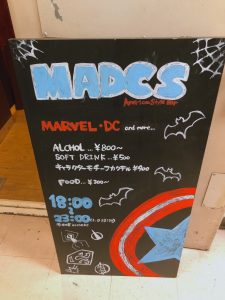 MADCS
American Style Bar
MARVEL・DC and more...
ALCHOL...¥800~
SOFT DRINK...¥500
キャラクターモチーフカクテル ¥900
FOOD...¥300~
18:00
23:00